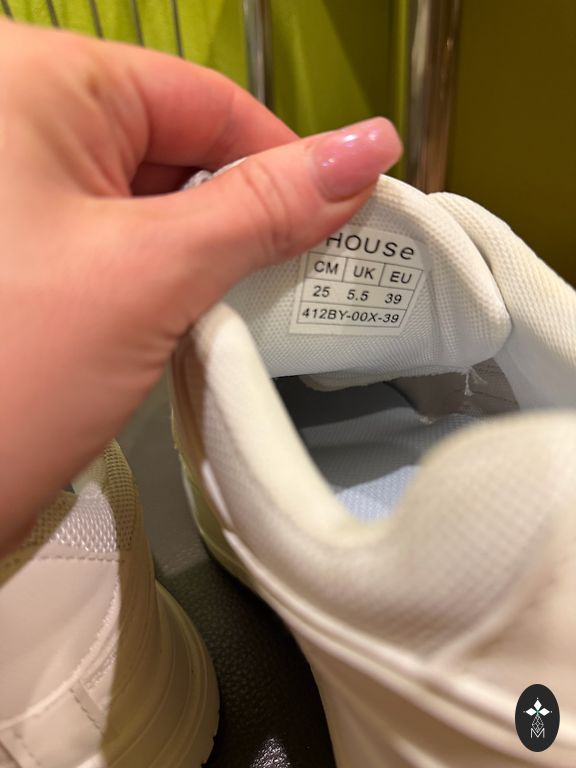 House
CM UK EU
25 5.5 39
412BY-00X-39
M